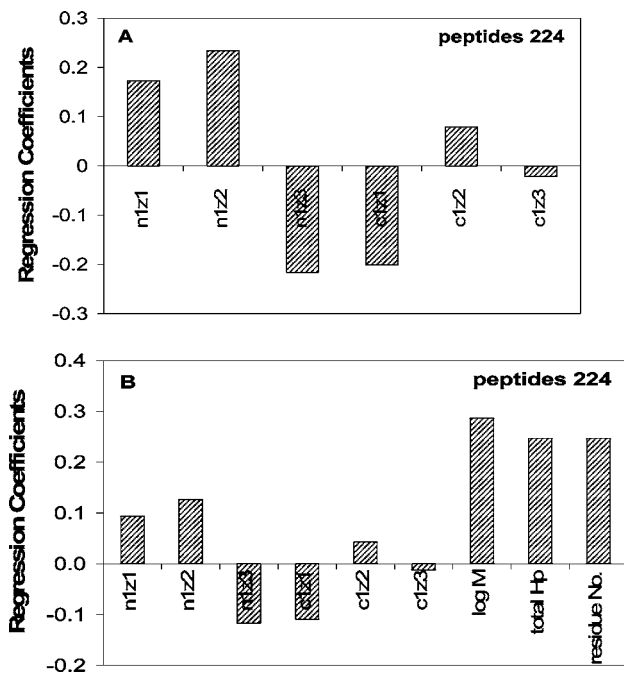 A
peptides 224
Regression Coefficients
0.3
0.2
0.1
0
-0.1
-0.2
-0.3
n1z1
n1z2
n1z3
c1z1
c1z2
c1z3
B
peptides 224
Regression Coefficients
0.4
0.3
0.2
0.1
0.0
-0.1
-0.2
n1z1
n1z2
n1z3
c1z1
c1z2
c1z3
log M
total Hp
residue No.